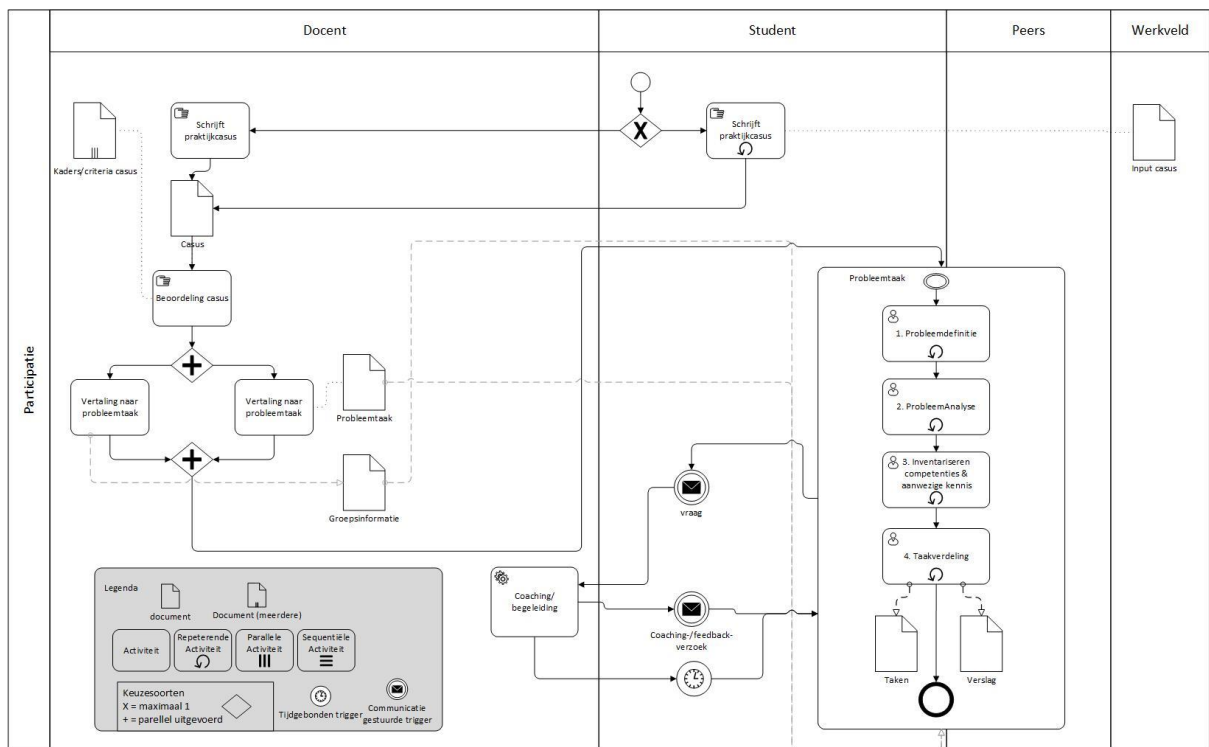 Docent
Student
Peers
Werkveld
Participatie
Kaders/criteria casus
Schrijft
praktijkcasus
X
Schrijft
praktijkcasus
Input casus
Casus
Beoordeling casus
Vertaling naar
probleemtaak
Vertaling naar
probleemtaak
Probleemtaak
Groepsinformatie
Probleemtaak
1. Probleemdefinitie
2. ProbleemAnalyse
3. Inventariseren
competenties &
aanwezige kennis
4. Taakverdeling
Taken
Verslag
vraag
Coaching/
begeleiding
Coaching-/feedback-
verzoek
Legenda
document
Document (meerdere)
Activiteit
Repeterende
Activiteit
Parallele
Activiteit
Sequentiële
Activiteit
Keuzesoorten
X = maximaal 1
+ = parellel uitgevoerd
Tijdgebonden trigger
Communicatie
gestuurde trigger